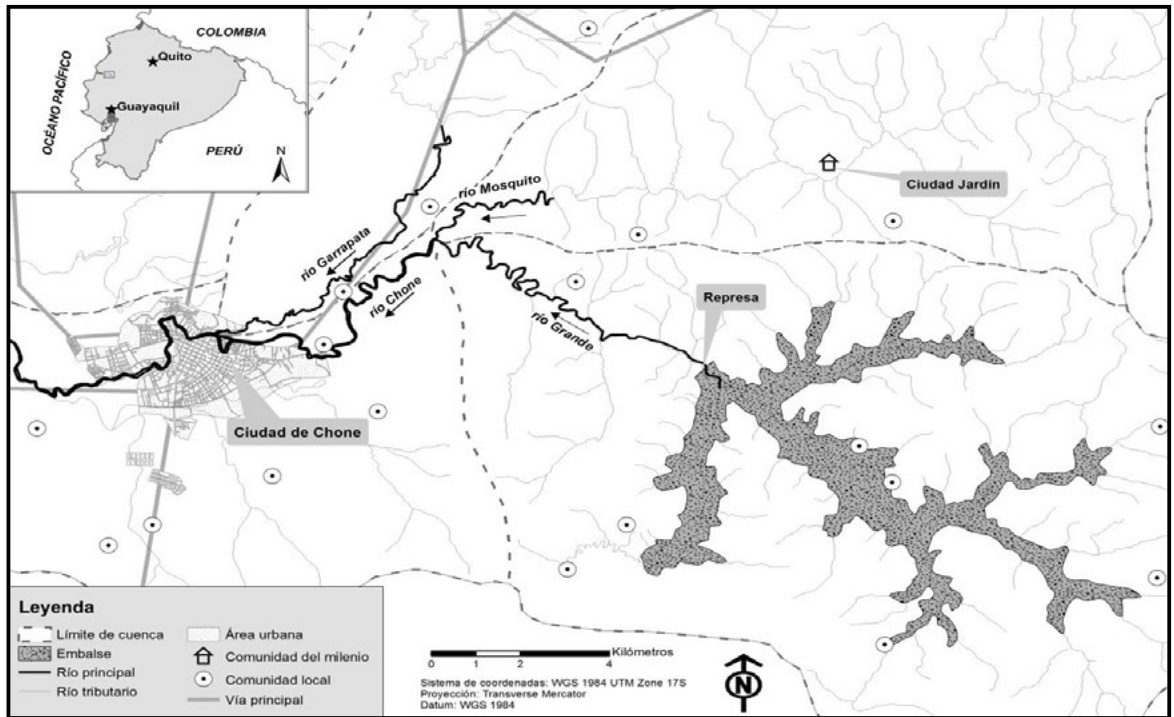 COLOMBIA
Quito
OCÉANO PACÍFICO
Guayaquil
PERÚ
N
río Mosquito
Ciudad Jardín
río Garrapata
río Chone
Represa
río Grande
Ciudad de Chone
Leyenda
Límite de cuenca
Embalse
Río principal
Río tributario
Área urbana
Comunidad del milenio
Comunidad local
Vía principal
Kilómetros
0 1 2 4
Sistema de coordenadas: WGS 1984 UTM Zone 17S
Proyección: Transverse Mercator
Datum: WGS 1984
N